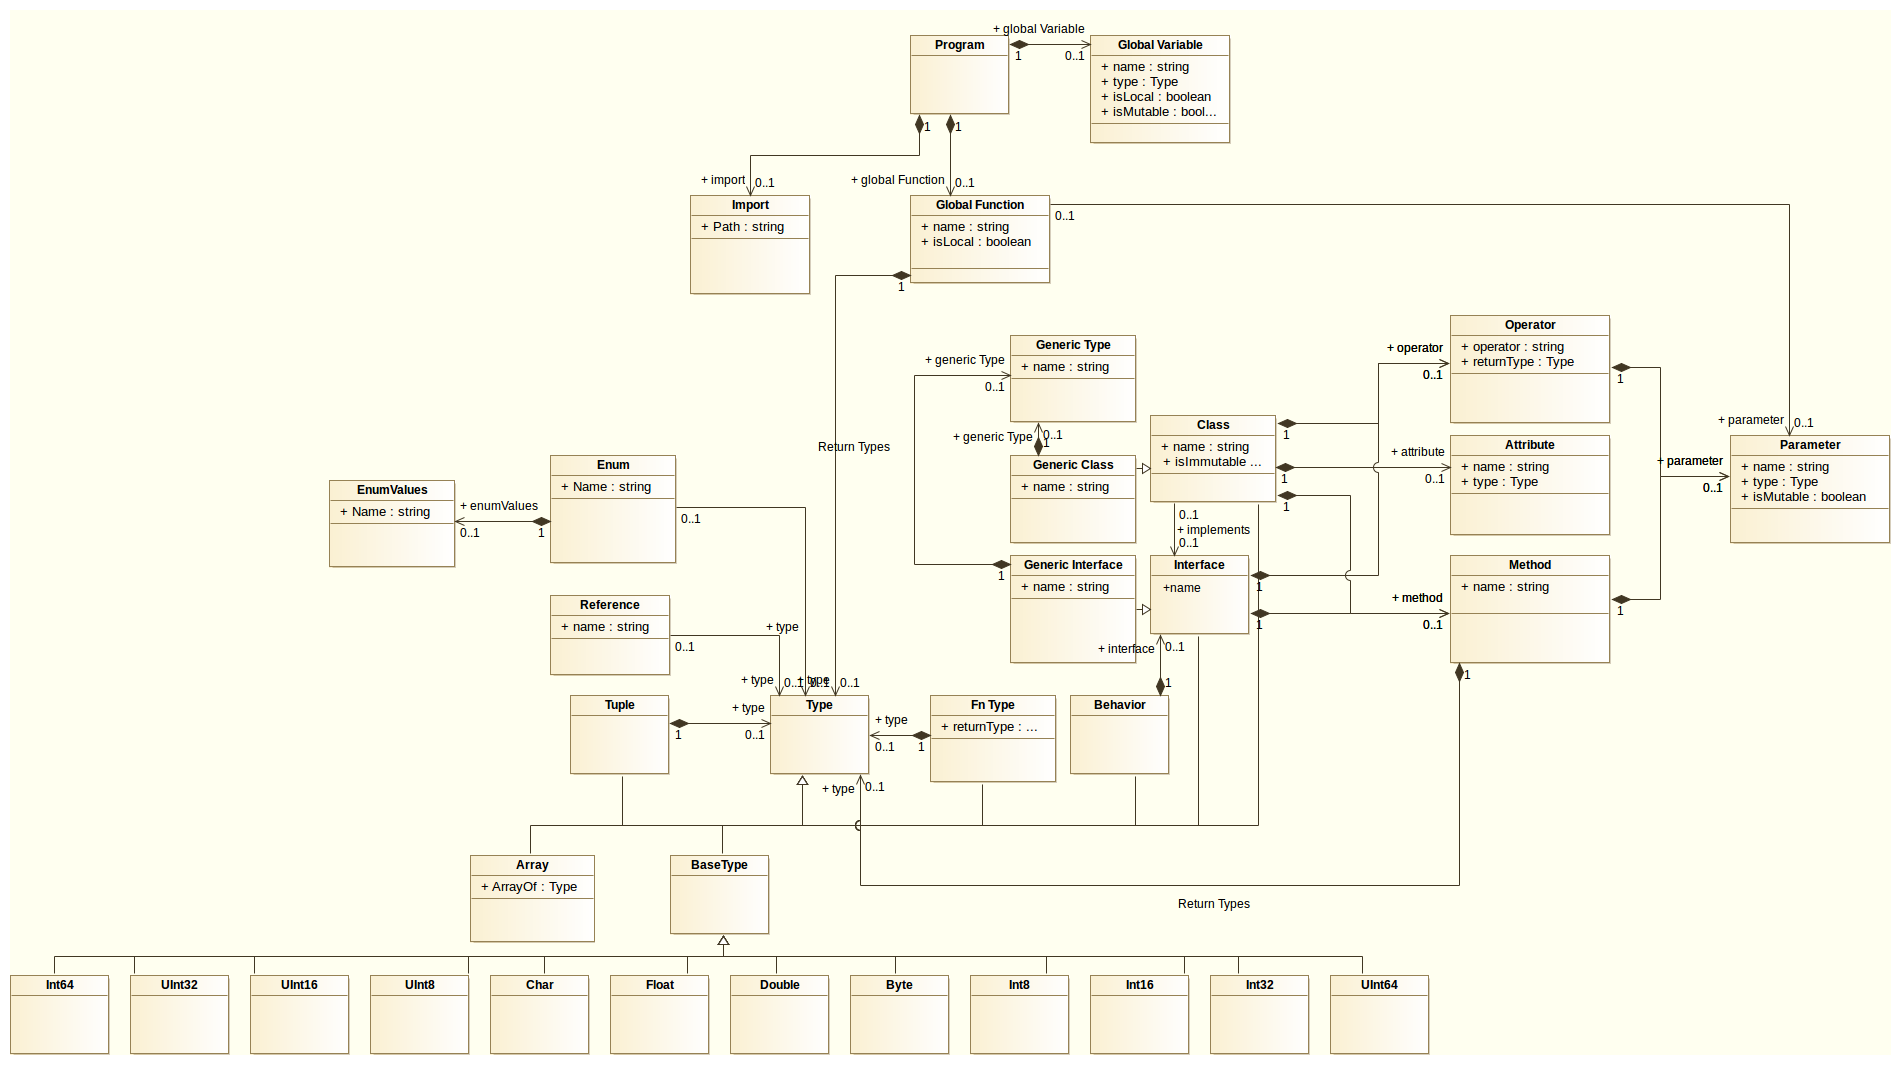 + global Variable
Program
1
0..1
Global Variable
+ name : string
+ type : Type
+ isLocal : boolean
+ isMutable : bool...
1
1
+ import
0..1
+ global Function
0..1
Import
+ Path : string
Global Function
+ name : string
+ isLocal : boolean
0..1
1
Return Types
Generic Type
+ name : string
+ generic Type
0..1
+ generic Type
0..1
1
Generic Class
+ name : string
Class
+ name : string
+ isImmutable ...
1
1
1
+ operator
0..1
Operator
+ operator : string
+ returnType : Type
1
+ attribute
0..1
Attribute
+ name : string
+ type : Type
+ parameter
0..1
+ parameter
0..1
Parameter
+ name : string
+ type : Type
+ isMutable : boolean
Enum
+ Name : string
0..1
EnumValues
+ Name : string
+ enumValues
0..1
1
0..1
+ implements
0..1
Generic Interface
+ name : string
1
Interface
+name
1
1
+ method
0..1
Method
+ name : string
1
1
Reference
+ name : string
0..1
+ type
+ interface
0..1
1
+ type
0..1
+ type
0..1
0..1
Tuple
1
+ type
0..1
Type
+ type
0..1
1
Fn Type
+ returnType : ...
Behavior
+ type
0..1
Array
+ ArrayOf : Type
BaseType
Return Types
Int64
UInt32
UInt16
UInt8
Char
Float
Double
Byte
Int8
Int16
Int32
UInt64